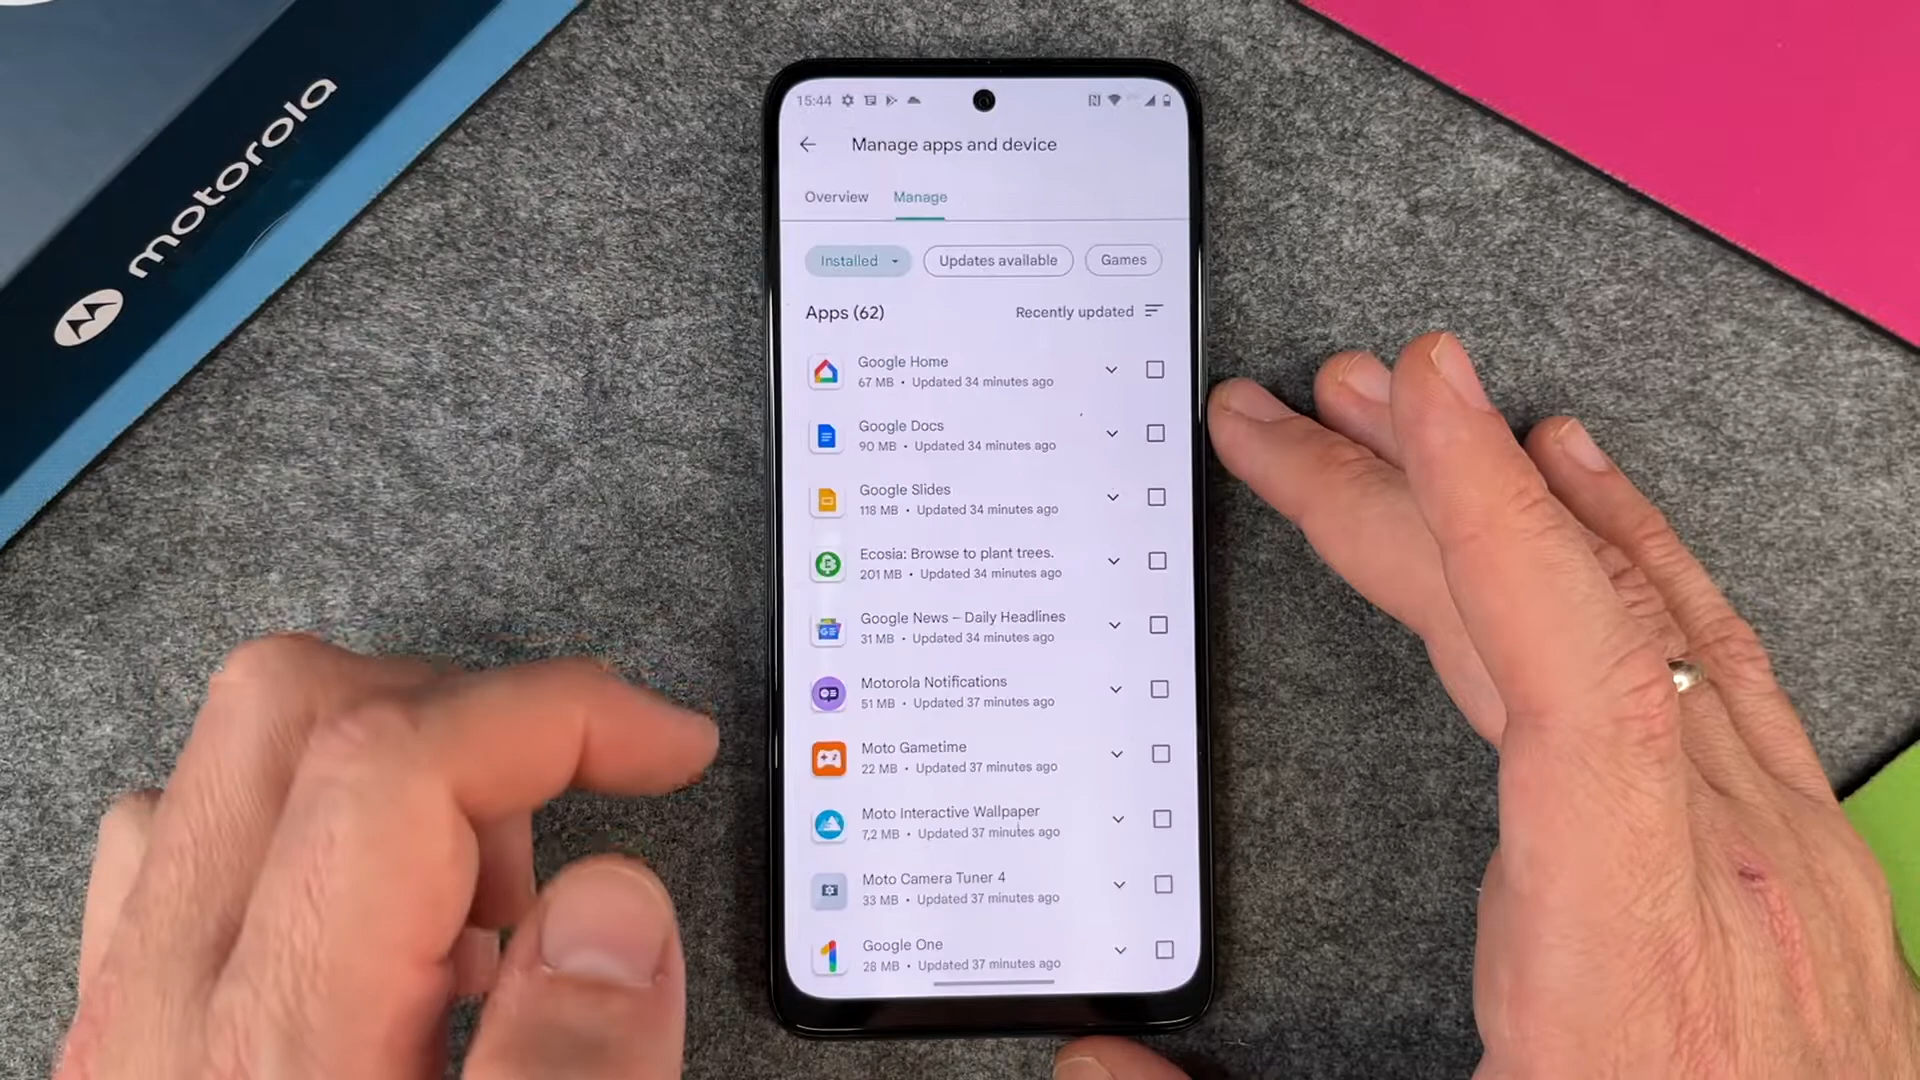 motorola
15:44
Manage apps and device
Overview Manage
Installed Updates available Games
Apps (62) Recently updated
Google Home
67 MB • Updated 34 minutes ago
Google Docs
90 MB • Updated 34 minutes ago
Google Slides
118 MB • Updated 34 minutes ago
Ecosia: Browse to plant trees.
201 MB • Updated 34 minutes ago
Google News – Daily Headlines
31 MB • Updated 34 minutes ago
Motorola Notifications
51 MB • Updated 37 minutes ago
Moto Gametime
22 MB • Updated 37 minutes ago
Moto Interactive Wallpaper
7,2 MB • Updated 37 minutes ago
Moto Camera Tuner 4
33 MB • Updated 37 minutes ago
Google One
28 MB • Updated 37 minutes ago